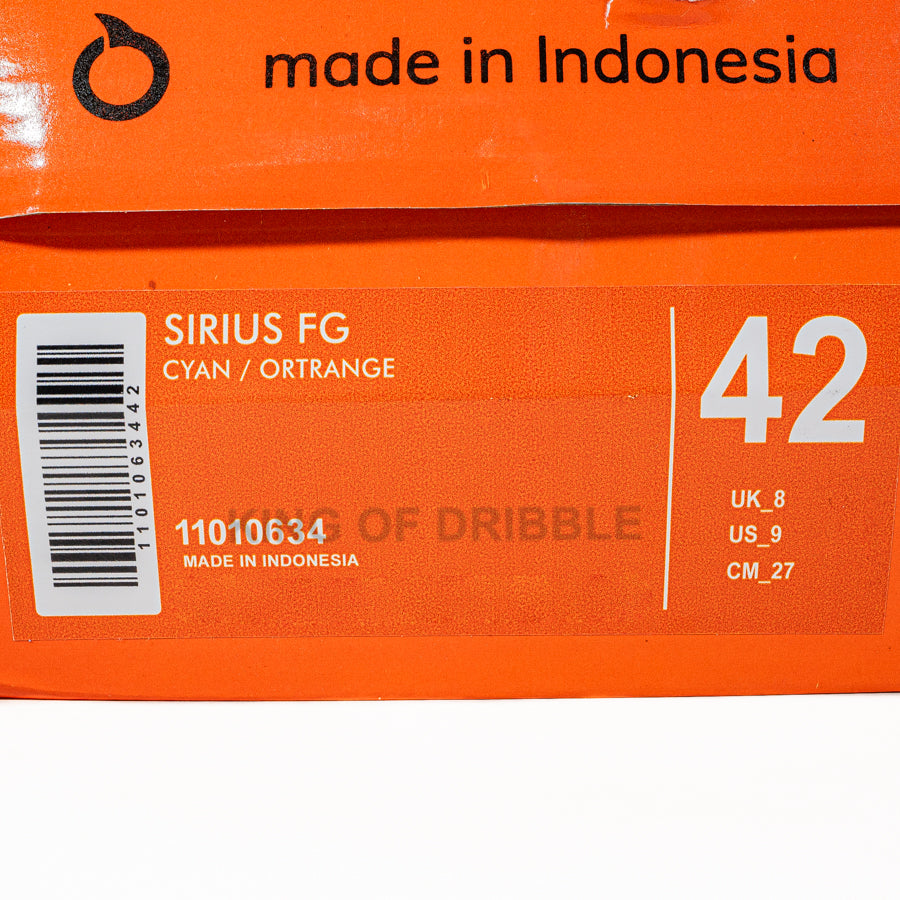 made in Indonesia
SIRIUS FG
CYAN / ORTRANGE
1101063442
KING OF DRIBBLE
11010634
MADE IN INDONESIA
42
UK_8
US_9
CM_27